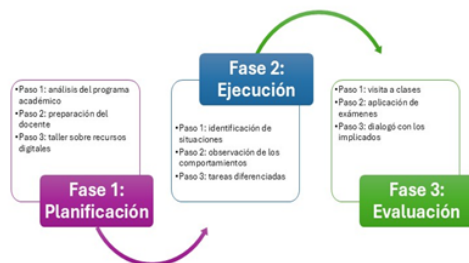 •Paso 1: análisis del programa
académico
•Paso 2: preparación del
docente
•Paso 3: taller sobre recursos
digitales
Fase 1:
Planificación
Fase 2:
Ejecución
•Paso 1: identificación de
situaciones
•Paso 2: observación de los
comportamientos
•Paso 3: tareas diferenciadas
•Paso 1: visita a clases
•Paso 2: aplicación de
exámenes
•Paso 3: dialogó con los
implicados
Fase 3:
Evaluación